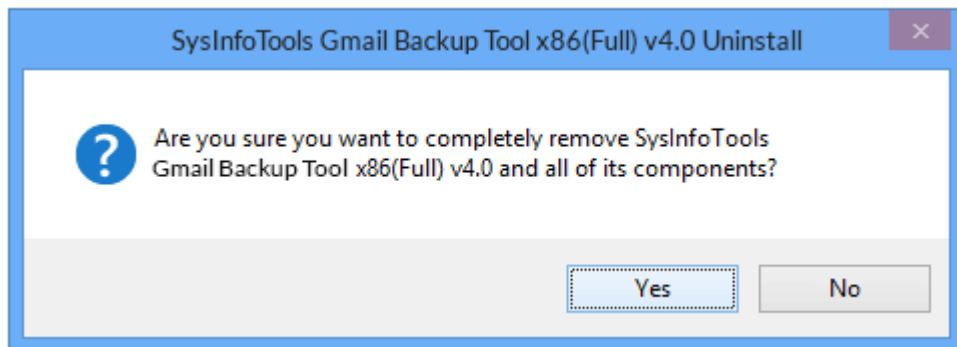 SysInfoTools Gmail Backup Tool x86(Full) v4.0 Uninstall
Are you sure you want to completely remove SysInfoTools
Gmail Backup Tool x86(Full) v4.0 and all of its components?
Yes No